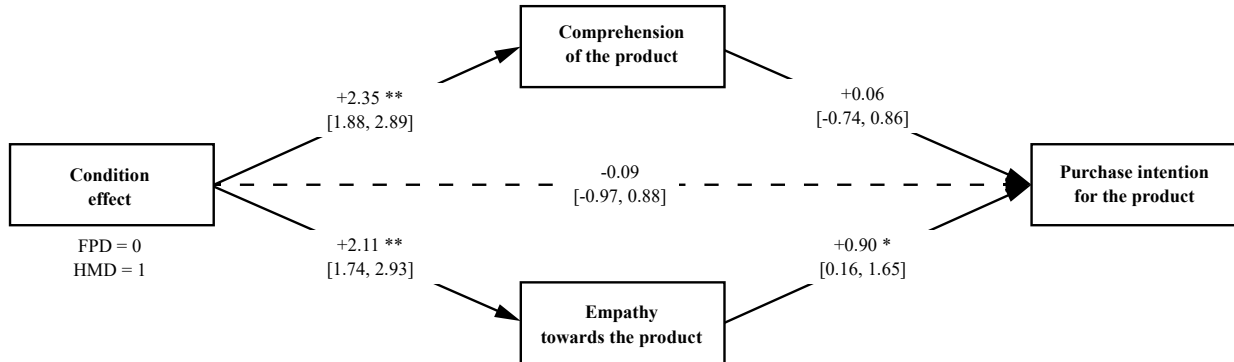 Comprehension
of the product
+2.35 **
[1.88, 2.89]
+0.06
[-0.74, 0.86]
Condition
effect
-0.09
[-0.97, 0.88]
Purchase intention
for the product
FPD = 0
HMD = 1
+2.11 **
[1.74, 2.93]
+0.90 *
[0.16, 1.65]
Empathy
towards the product